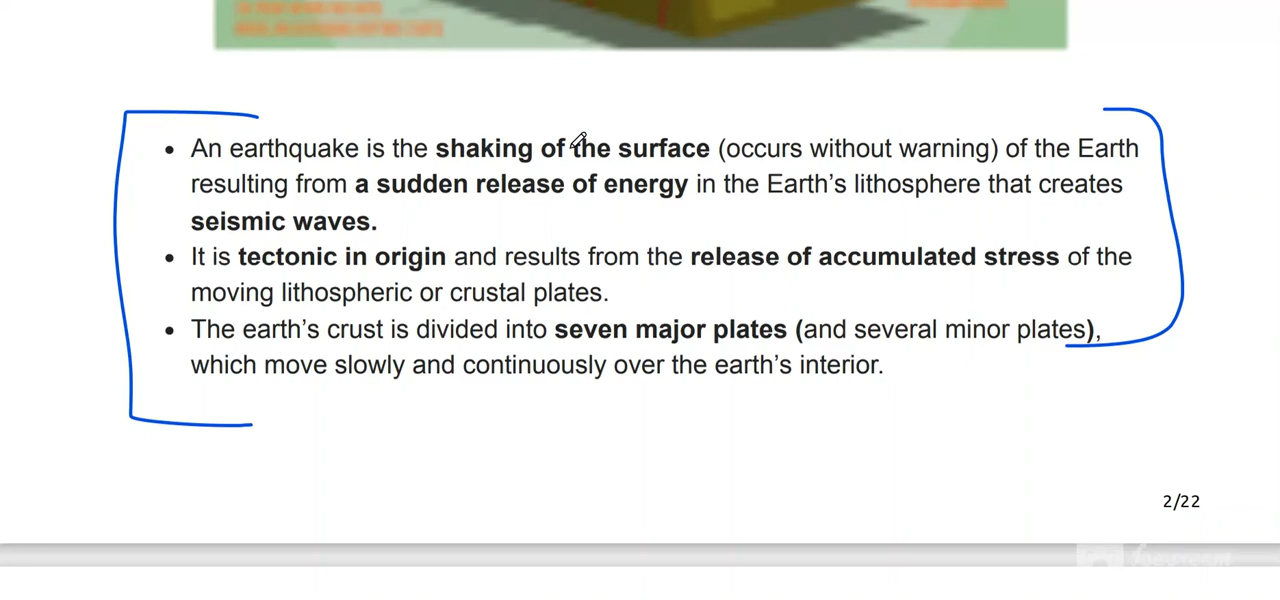 • An earthquake is the shaking of the surface (occurs without warning) of the Earth
resulting from a sudden release of energy in the Earth’s lithosphere that creates
seismic waves.
• It is tectonic in origin and results from the release of accumulated stress of the
moving lithospheric or crustal plates.
• The earth’s crust is divided into seven major plates (and several minor plates),
which move slowly and continuously over the earth’s interior.
2/22